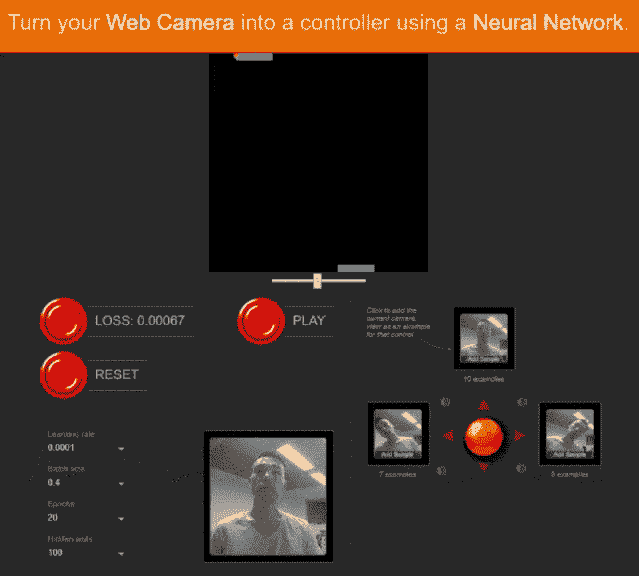 Turn your Web Camera into a controller using a Neural Network.
LOSS: 0.00067
PLAY
RESET
Click to add the
current camera
view as an example
for that control
Add Sample
10 examples
Add Sample
7 examples
Add Sample
examples
Learning rate
0.0001
Batch size
0.4
Epochs
20
Hidden units
100